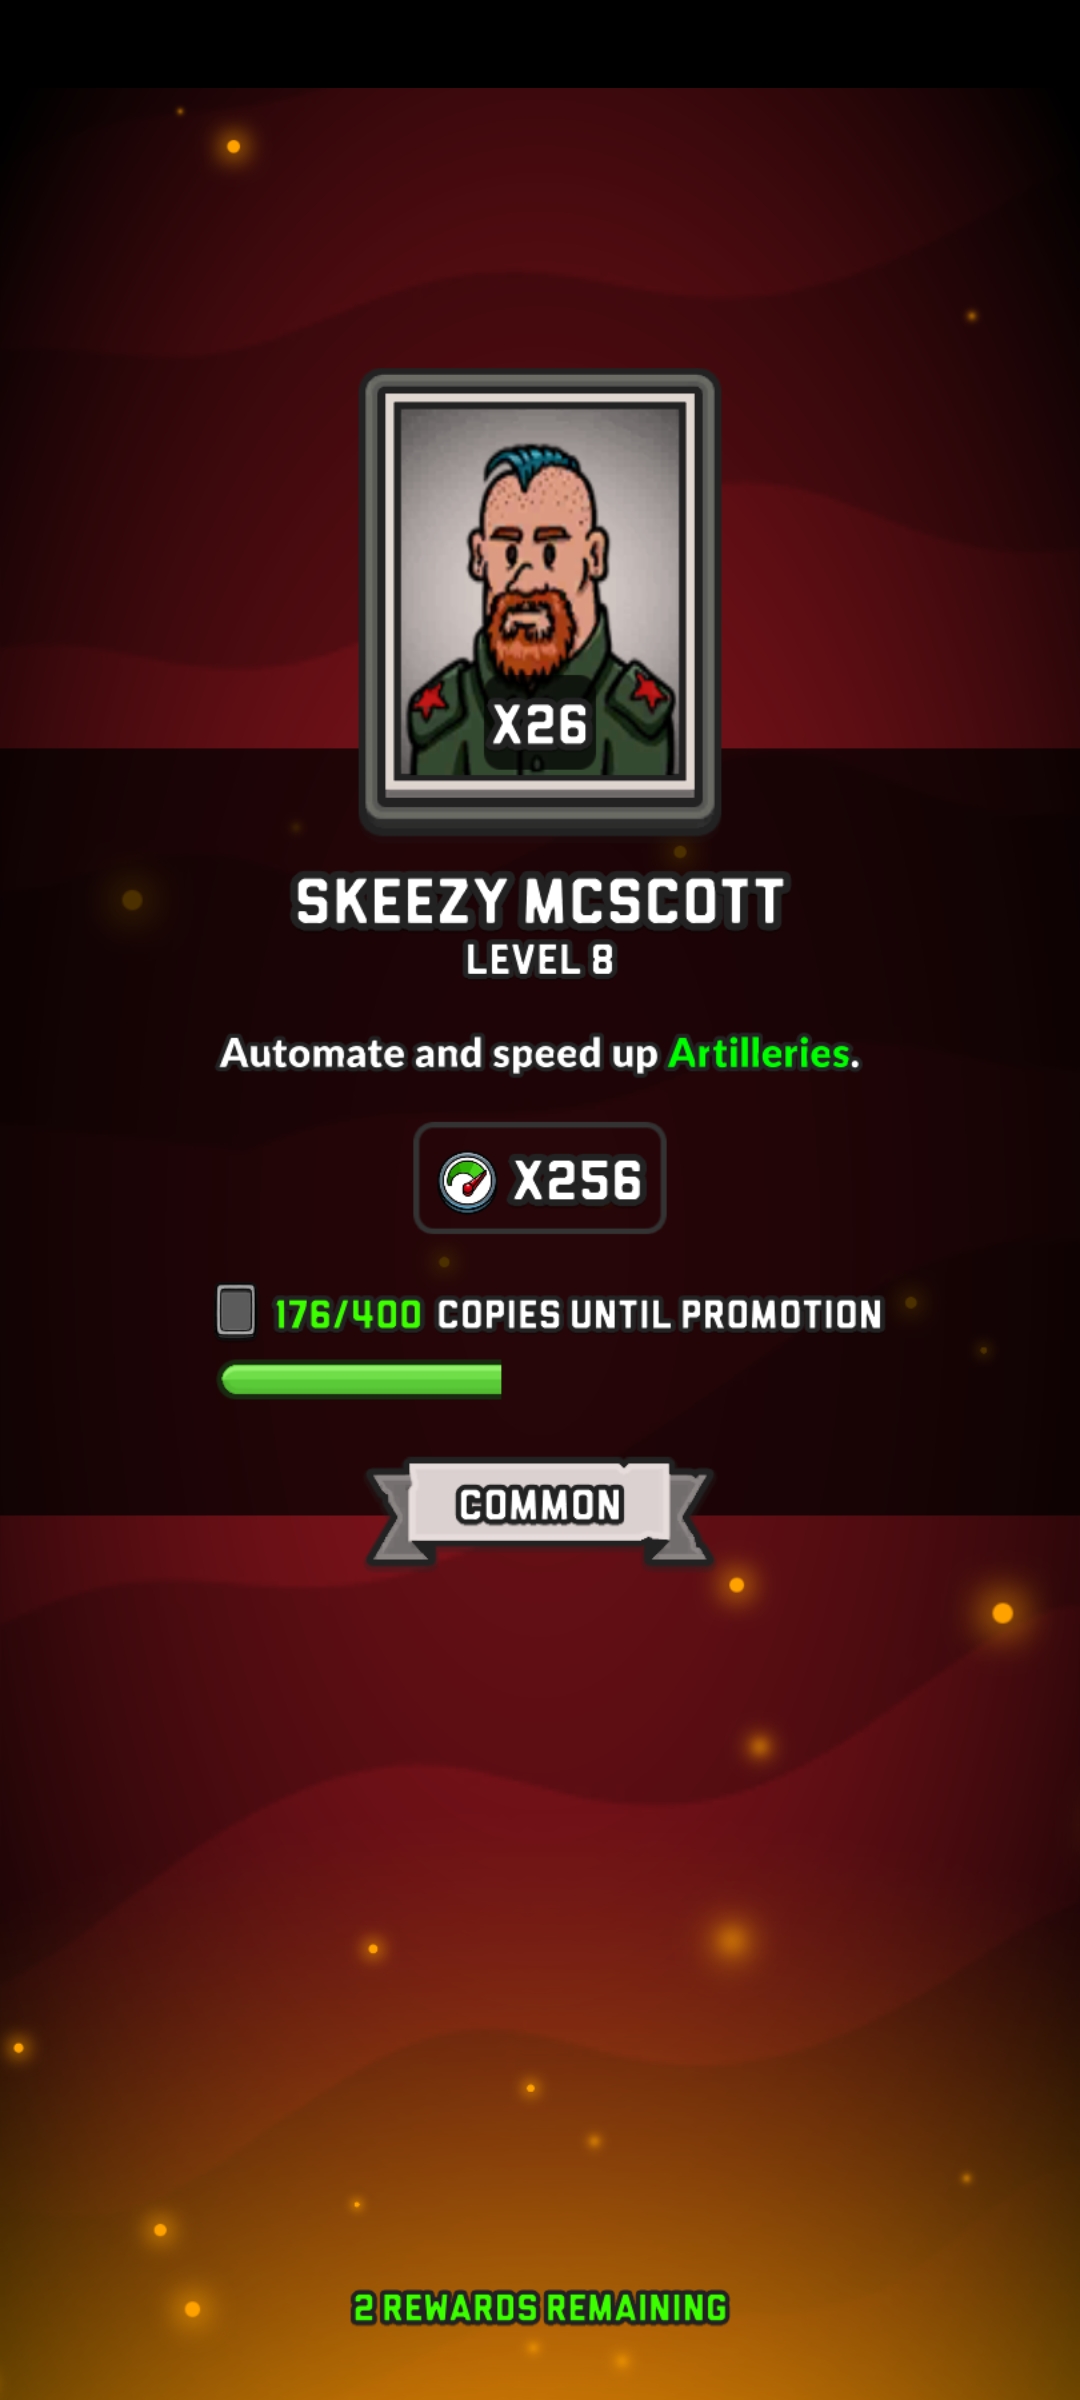 X26
SKEEZY MCSCOTT
LEVEL 8
Automate and speed up Artilleries.
X256
176/400 COPIES UNTIL PROMOTION
COMMON
2 REWARDS REMAINING